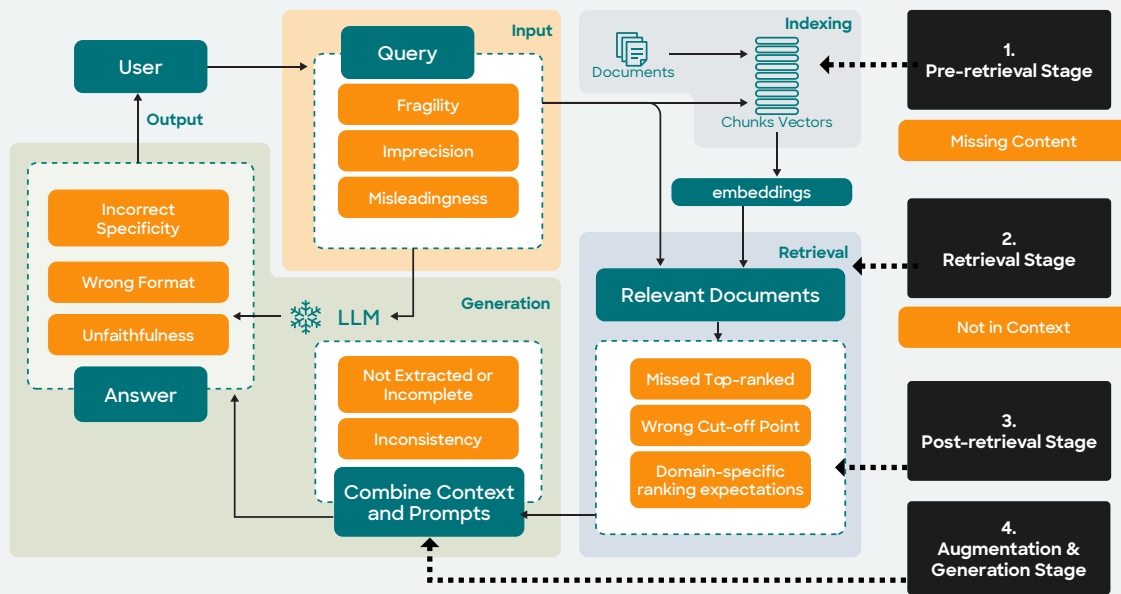 Input
Query
Fragility
Imprecision
Misleadingness
User
Output
Indexing
Documents
Chunks Vectors
embeddings
Retrieval
Relevant Documents
Missed Top-ranked
Wrong Cut-off Point
Domain-specific
ranking expectations
Generation
LLM
Not Extracted or
Incomplete
Inconsistency
Combine Context
and Prompts
Incorrect
Specificity
Wrong Format
Unfaithfulness
Answer
1.
Pre-retrieval Stage
Missing Content
2.
Retrieval Stage
Not in Context
3.
Post-retrieval Stage
4.
Augmentation &
Generation Stage